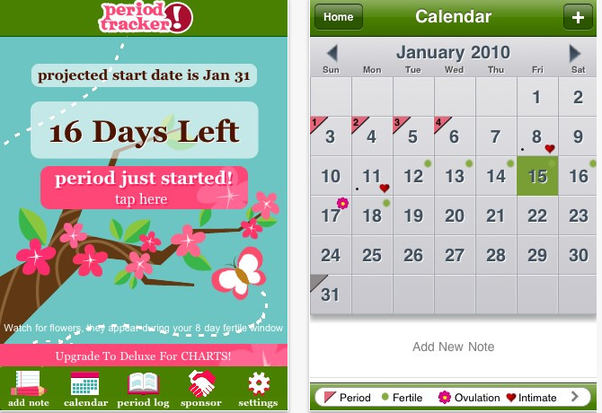 period
tracker!
projected start date is Jan 31
16 Days Left
period just started!
tap here
Watch for flowers, they appear during your 8 day fertile window
Upgrade To Deluxe For CHARTS!
add note calendar period log sponsor settings
Home Calendar +
January 2010
Sun Mon Tue Wed Thu Fri Sat
1 2
1 2 3 4
3 4 5 6 7 8 9
10 11 12 13 14 15 16
17 18 19 20 21 22 23
24 25 26 27 28 29 30
31
Add New Note
Period Fertile Ovulation Intimate